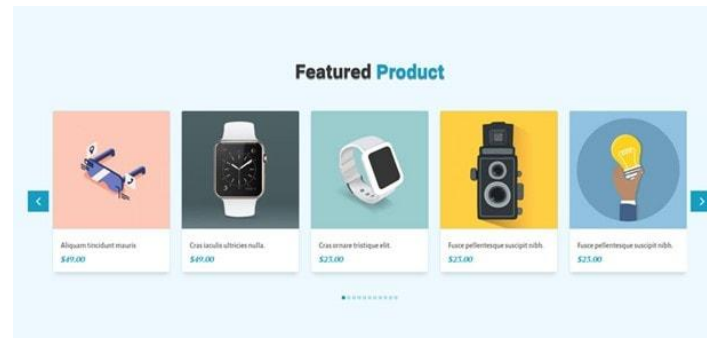 Featured Product
Aliquam tincidunt mauris
$49.00
Cras iaculis ultricies nulla.
$49.00
Cras ornare tristique elit.
$23.00
Fusce pellentesque suscipit nibh.
$23.00
Fusce pellentesque suscipit nibh.
$23.00